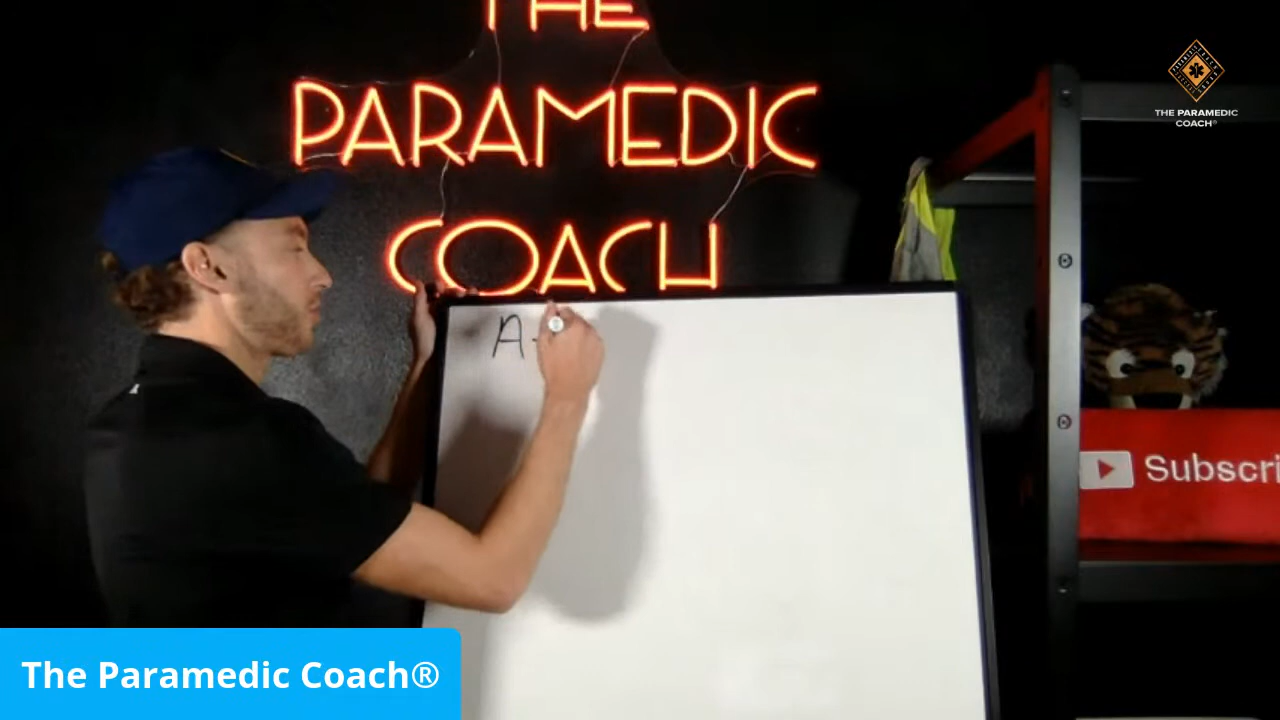 THE
PARAMEDIC
COACH
THE PARAMEDIC
COACH®
A-
Subscri
The Paramedic Coach®